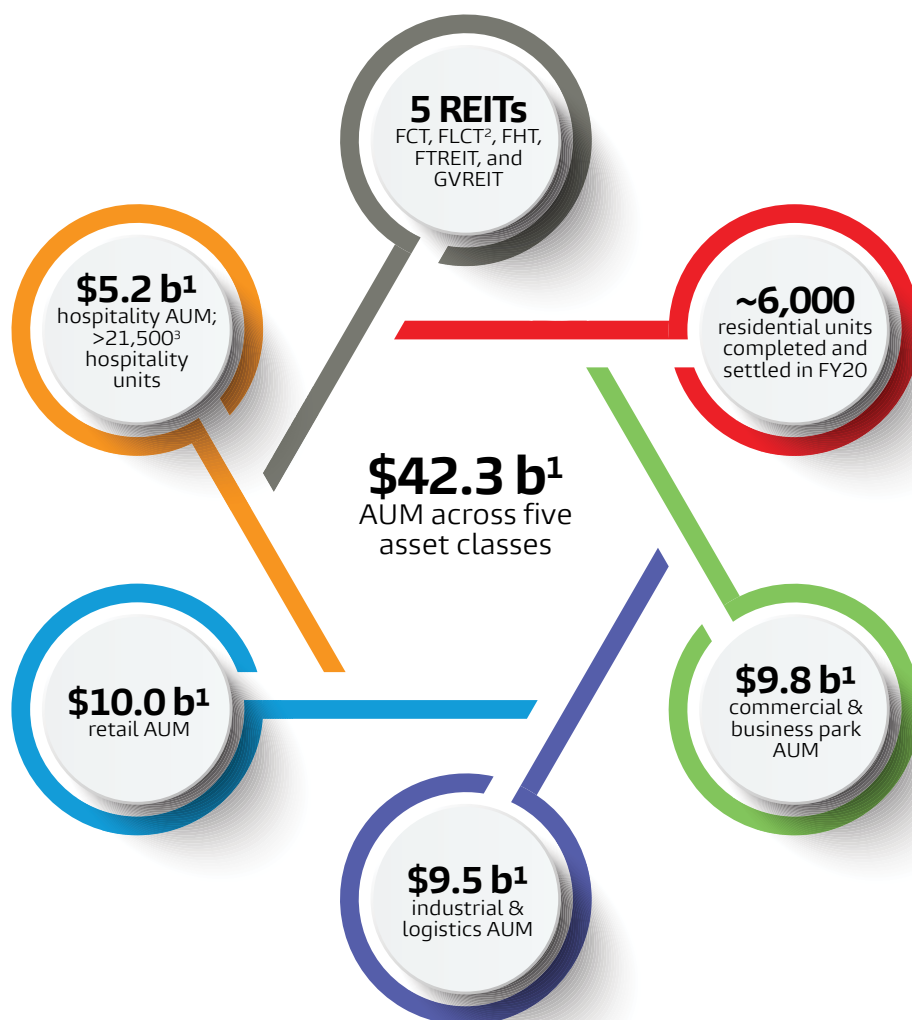 5 REITs
FCT, FLCT², FHT,
FTREIT, and
GVREIT
$5.2 b¹
hospitality AUM;
>21,500³
hospitality
units
~6,000
residential units
completed and
settled in FY20
$42.3 b¹
AUM across five
asset classes
$10.0 b¹
retail AUM
$9.8 b¹
commercial &
business park
AUM
$9.5 b¹
industrial &
logistics AUM